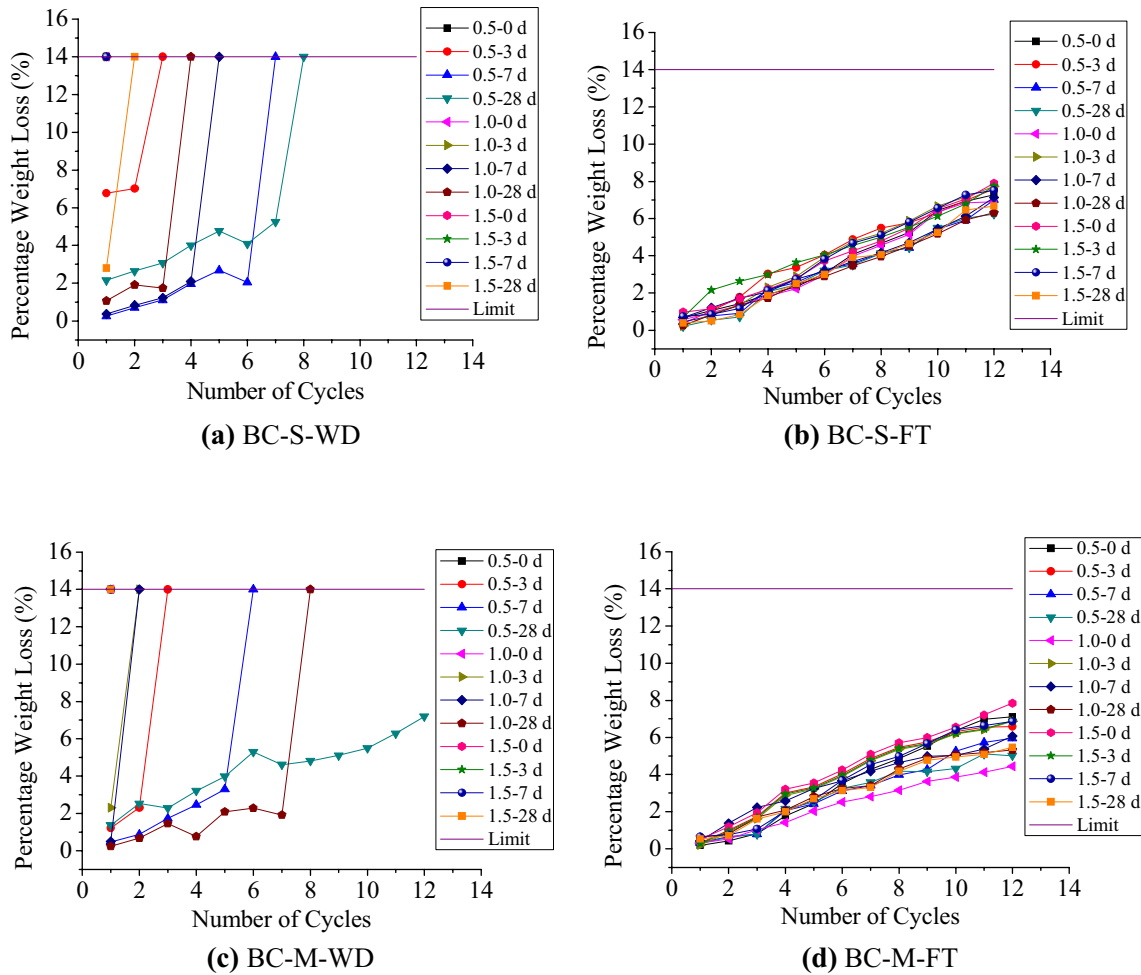 16
14
12
10
8
6
4
2
0
Percentage Weight Loss (%)
0 2 4 6 8 10 12 14
Number of Cycles
0.5-0 d
0.5-3 d
0.5-7 d
0.5-28 d
1.0-0 d
1.0-3 d
1.0-7 d
1.0-28 d
1.5-0 d
1.5-3 d
1.5-7 d
1.5-28 d
Limit
(a) BC-S-WD
16
14
12
10
8
6
4
2
0
Percentage Weight Loss (%)
0 2 4 6 8 10 12 14
Number of Cycles
0.5-0 d
0.5-3 d
0.5-7 d
0.5-28 d
1.0-0 d
1.0-3 d
1.0-7 d
1.0-28 d
1.5-0 d
1.5-3 d
1.5-7 d
1.5-28 d
Limit
(b) BC-S-FT
16
14
12
10
8
6
4
2
0
Percentage Weight Loss (%)
0 2 4 6 8 10 12 14
Number of Cycles
0.5-0 d
0.5-3 d
0.5-7 d
0.5-28 d
1.0-0 d
1.0-3 d
1.0-7 d
1.0-28 d
1.5-0 d
1.5-3 d
1.5-7 d
1.5-28 d
Limit
(c) BC-M-WD
16
14
12
10
8
6
4
2
0
Percentage Weight Loss (%)
0 2 4 6 8 10 12 14
Number of Cycles
0.5-0 d
0.5-3 d
0.5-7 d
0.5-28 d
1.0-0 d
1.0-3 d
1.0-7 d
1.0-28 d
1.5-0 d
1.5-3 d
1.5-7 d
1.5-28 d
Limit
(d) BC-M-FT